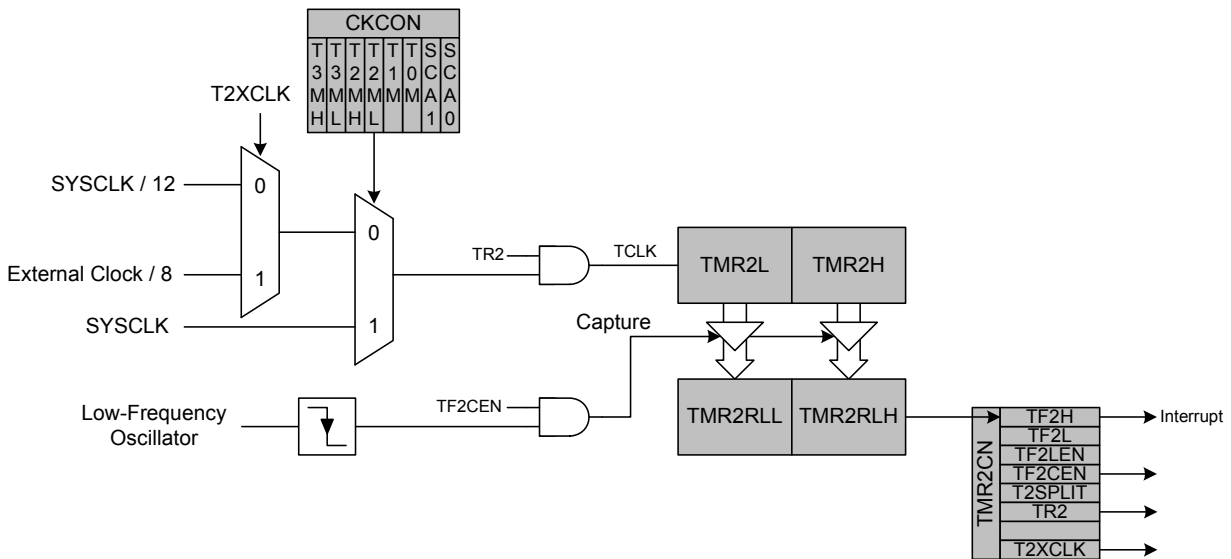 CKCON
T3MH
T3ML
T2MH
T2ML
T1M
T0M
SCA1
SCA0
T2XCLK
SYSCLK / 12
0
External Clock / 8
1
SYSCLK
0
1
TR2
TCLK
TMR2L
TMR2H
Capture
Low-Frequency
Oscillator
TF2CEN
TMR2RLL
TMR2RLH
TMR2CN
TF2H
TF2L
TF2LEN
TF2CEN
T2SPLIT
TR2
T2XCLK
Interrupt